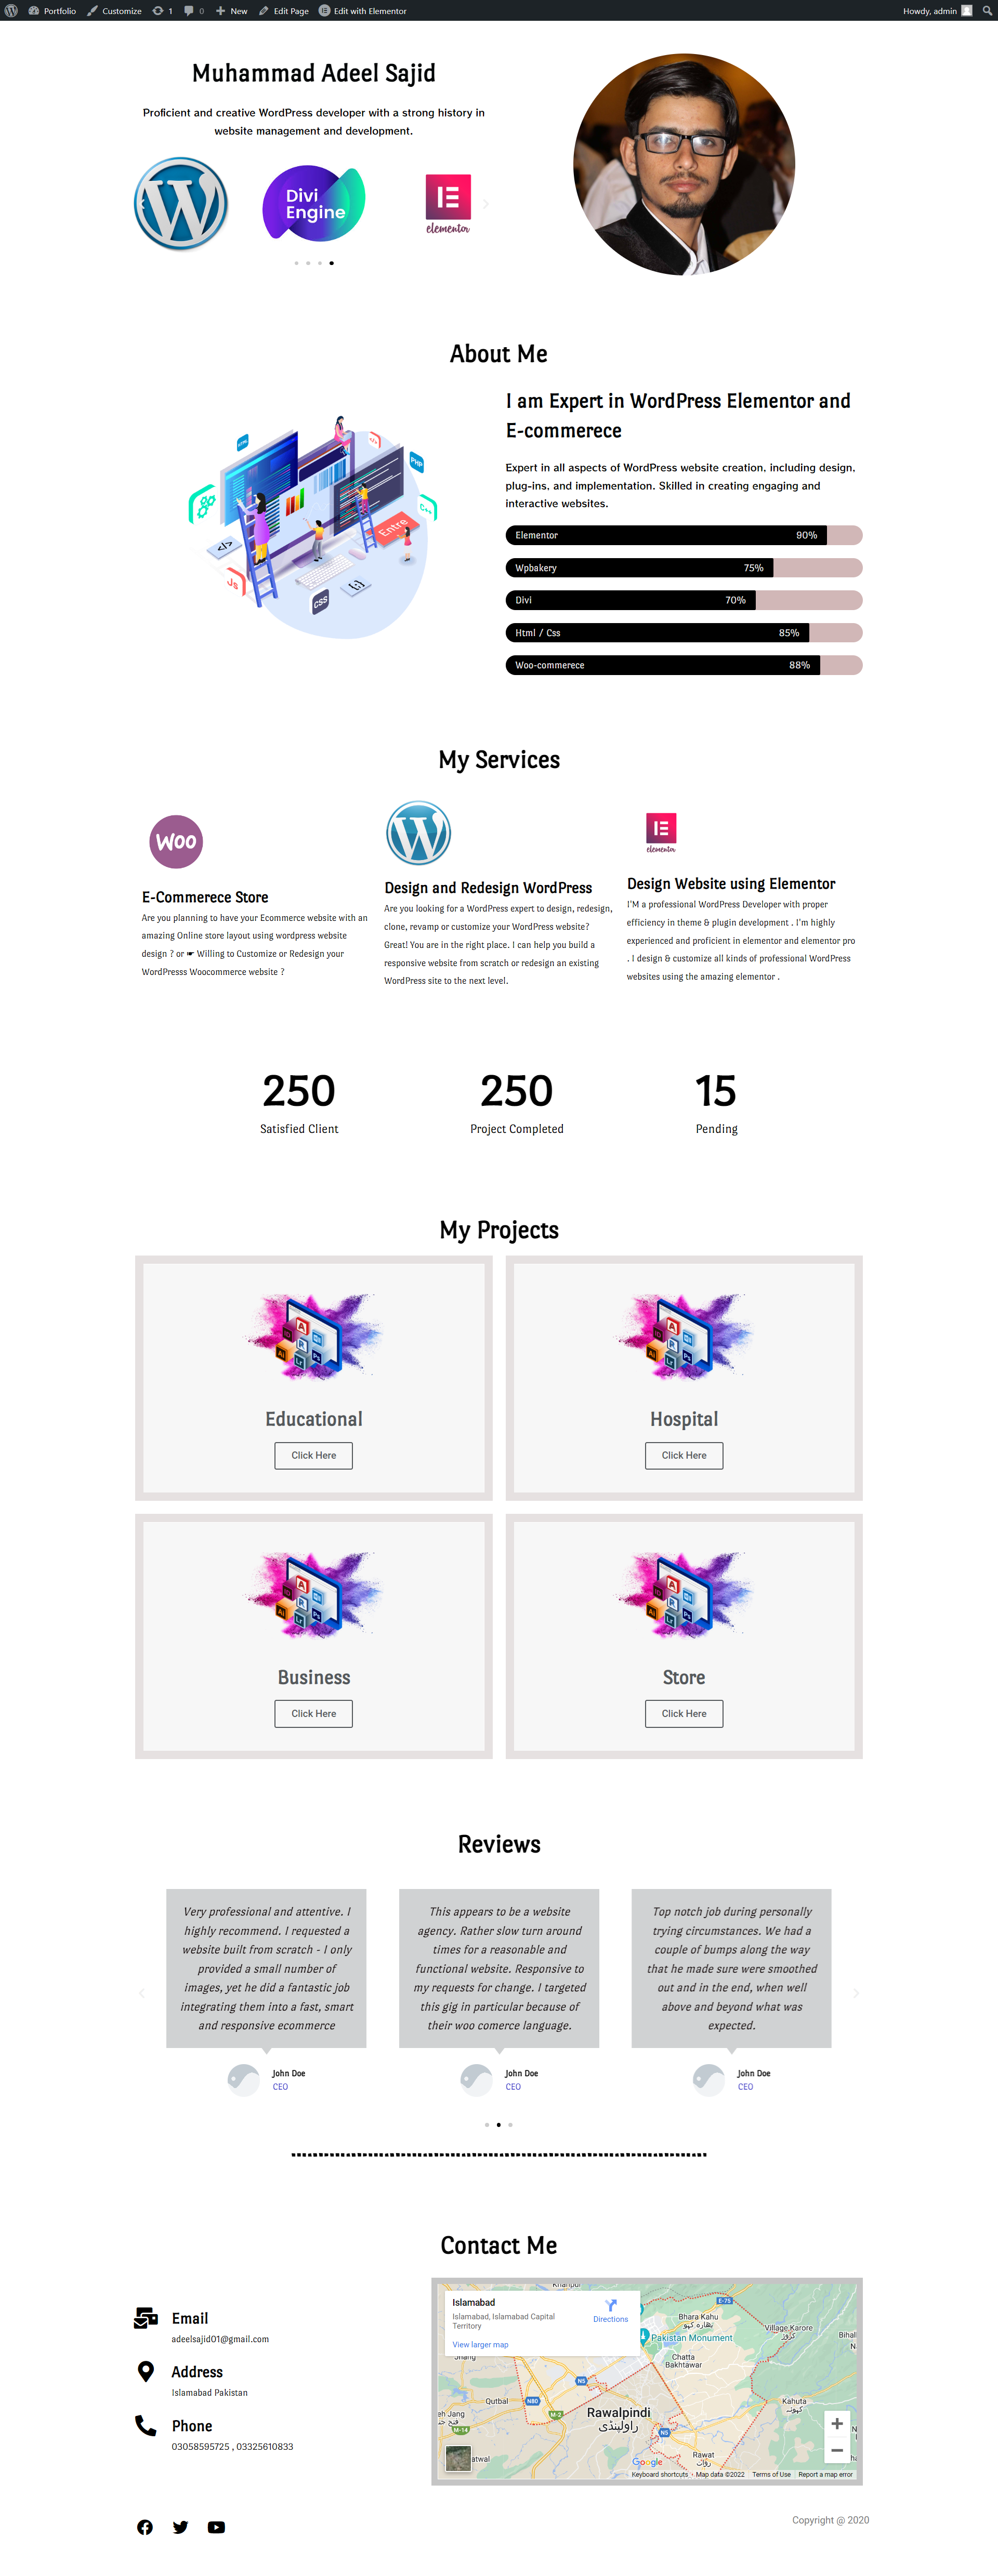 Portfolio Customize 1 0 New Edit Page Edit with Elementor Howdy, admin
Muhammad Adeel Sajid
Proficient and creative WordPress developer with a strong history in
website management and development.
Divi
Engine
elementor
About Me
I am Expert in WordPress Elementor and
E-commerece
Expert in all aspects of WordPress website creation, including design,
plug-ins, and implementation. Skilled in creating engaging and
interactive websites.
HTML
</>
PHP
C++
Entre
</>
Js
{;}
CSS
Elementor 90%
Wpbakery 75%
Divi 70%
Html / Css 85%
Woo-commerece 88%
My Services
Woo
elementor
E-Commerece Store
Are you planning to have your Ecommerce website with an
amazing Online store layout using wordpress website
design ? or ☛ Willing to Customize or Redesign your
WordPresss Woocommerce website ?
Design and Redesign WordPress
Are you looking for a WordPress expert to design, redesign,
clone, revamp or customize your WordPress website?
Great! You are in the right place. I can help you build a
responsive website from scratch or redesign an existing
WordPress site to the next level.
Design Website using Elementor
I'M a professional WordPress Developer with proper
efficiency in theme & plugin development . I'm highly
experienced and proficient in elementor and elementor pro
. I design & customize all kinds of professional WordPress
websites using the amazing elementor .
250
Satisfied Client
250
Project Completed
15
Pending
My Projects
Educational
Click Here
Hospital
Click Here
Business
Click Here
Store
Click Here
Reviews
Very professional and attentive. I
highly recommend. I requested a
website built from scratch - I only
provided a small number of
images, yet he did a fantastic job
integrating them into a fast, smart
and responsive ecommerce
John Doe
CEO
This appears to be a website
agency. Rather slow turn around
times for a reasonable and
functional website. Responsive to
my requests for change. I targeted
this gig in particular because of
their woo comerce language.
John Doe
CEO
Top notch job during personally
trying circumstances. We had a
couple of bumps along the way
that he made sure were smoothed
out and in the end, when well
above and beyond what was
expected.
John Doe
CEO
Contact Me
Email
adeelsajid01@gmail.com
Address
Islamabad Pakistan
Phone
03058595725 , 03325610833
Islamabad
Islamabad, Islamabad Capital
Territory
Directions
View larger map
Khanpur
E-75
Bhara Kahu
بھارہ کہو
Village Karore
کرور
Pakistan Monument
Chatta
Bakhtawar
N5
Qutbal
N80
M-2
M-14
Rawalpindi
راولپنڈی
N5
Kahuta
کہوٹہ
Rawat
روات
Google
Keyboard shortcuts Map data ©2022 Terms of Use Report a map error
Copyright @ 2020